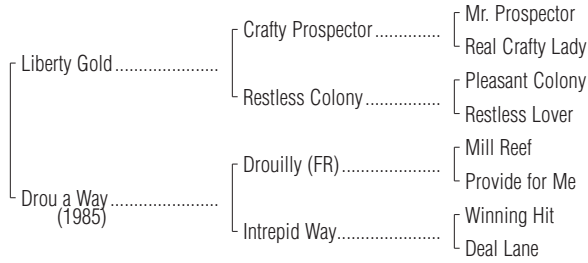 Mr. Prospector
Crafty Prospector
Real Crafty Lady
Liberty Gold
Pleasant Colony
Restless Colony
Restless Lover
Mill Reef
Drouilly (FR)
Provide for Me
Drou a Way
(1985)
Winning Hit
Intrepid Way
Deal Lane